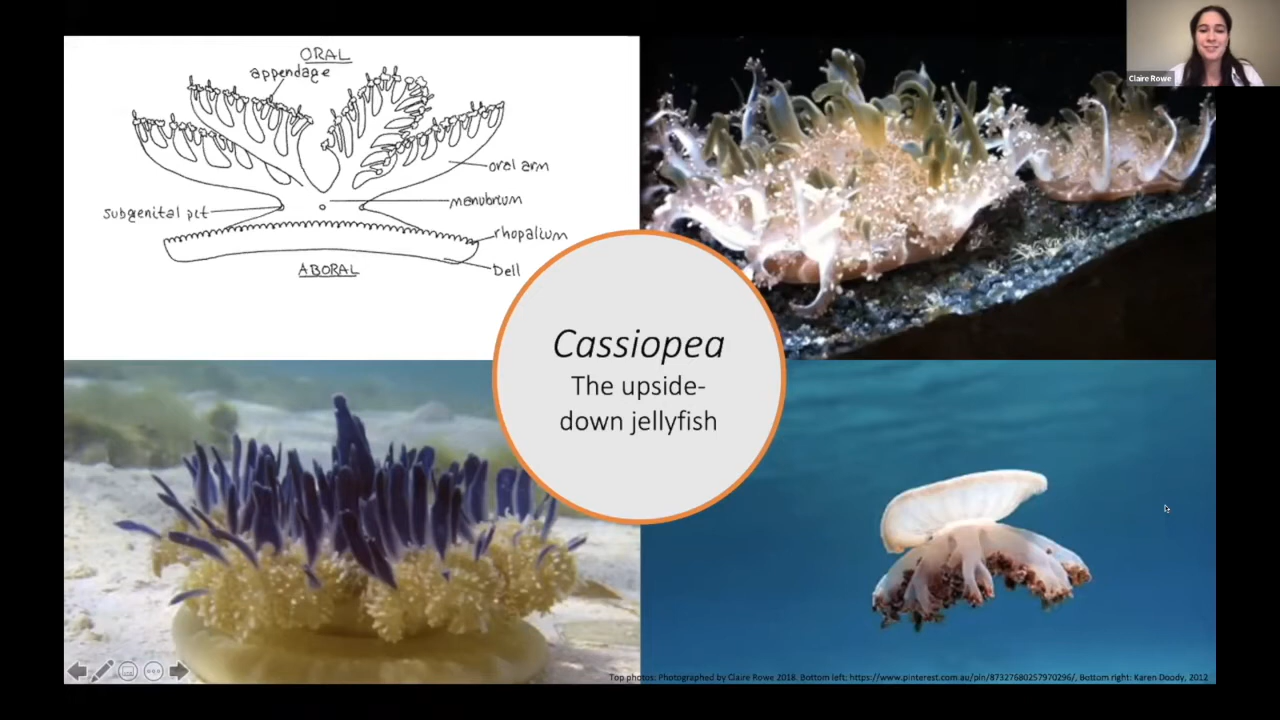 ORAL
appendage
oral arm
subgenital pit
manubrium
rhopalium
bell
ABORAL
Claire Rowe
Cassiopea
The upside-
down jellyfish
Top photos: Photographed by Claire Rowe 2018. Bottom left: https://www.pinterest.com.au/pin/87327680257970296/, Bottom right: Karen Doody, 2012